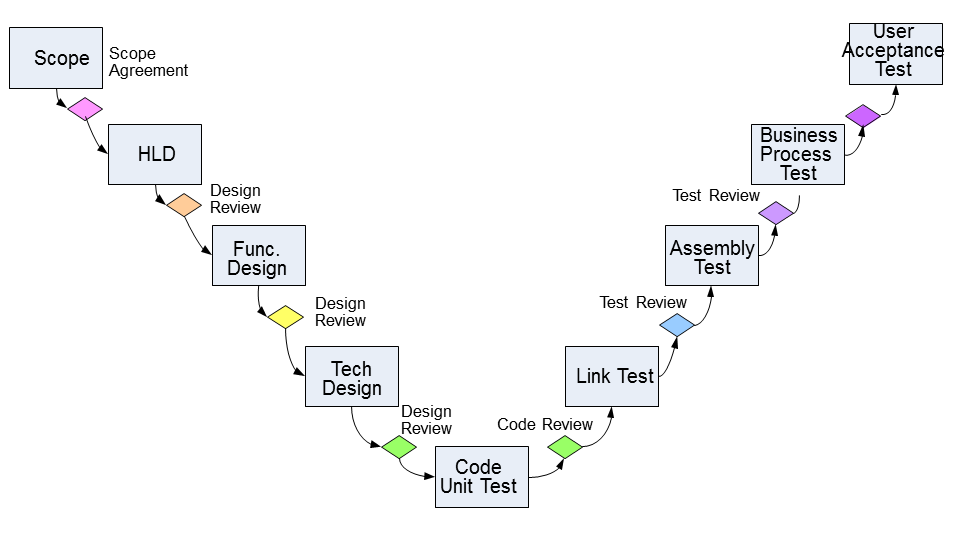 Scope
Scope
Agreement
HLD
Design
Review
Func.
Design
Design
Review
Tech
Design
Design
Review
Code
Unit Test
Code Review
Link Test
Test Review
Assembly
Test
Test Review
Business
Process
Test
User
Acceptance
Test